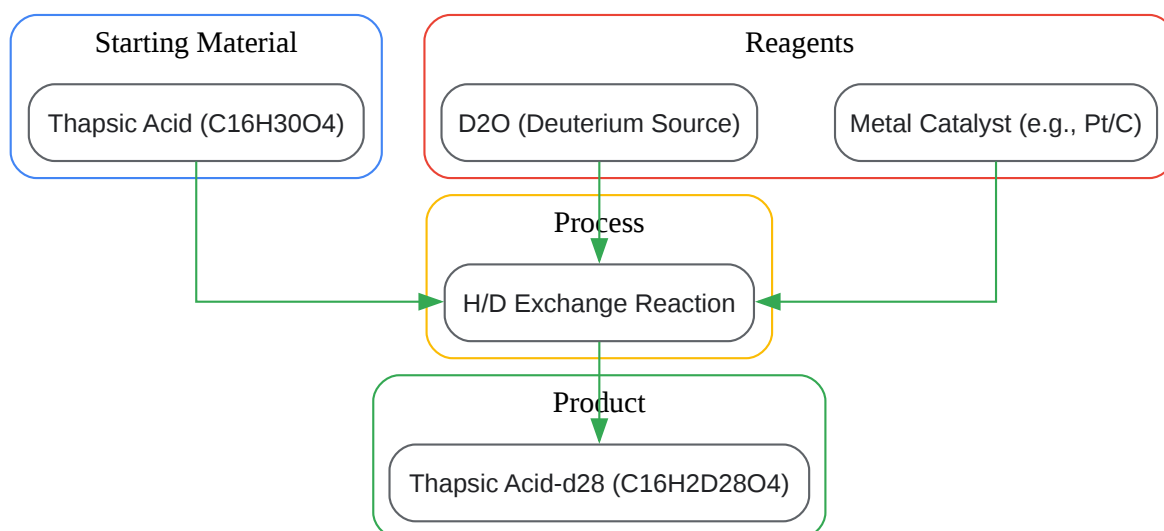 Starting Material
Reagents
Thapsic Acid (C16H30O4)
D2O (Deuterium Source)
Metal Catalyst (e.g., Pt/C)
Process
H/D Exchange Reaction
Product
Thapsic Acid-d28 (C16H2D28O4)